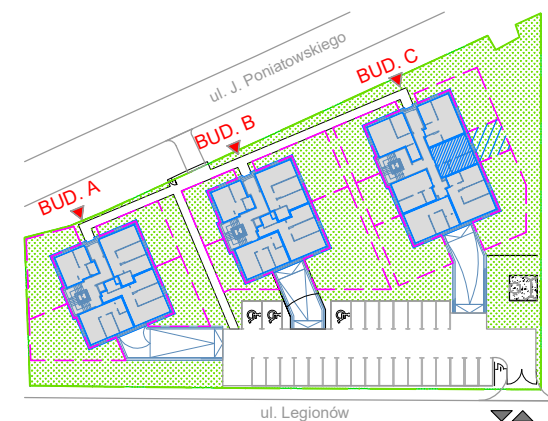 ul. J. Poniatowskiego
BUD. C
BUD. B
BUD. A
ul. Legionów